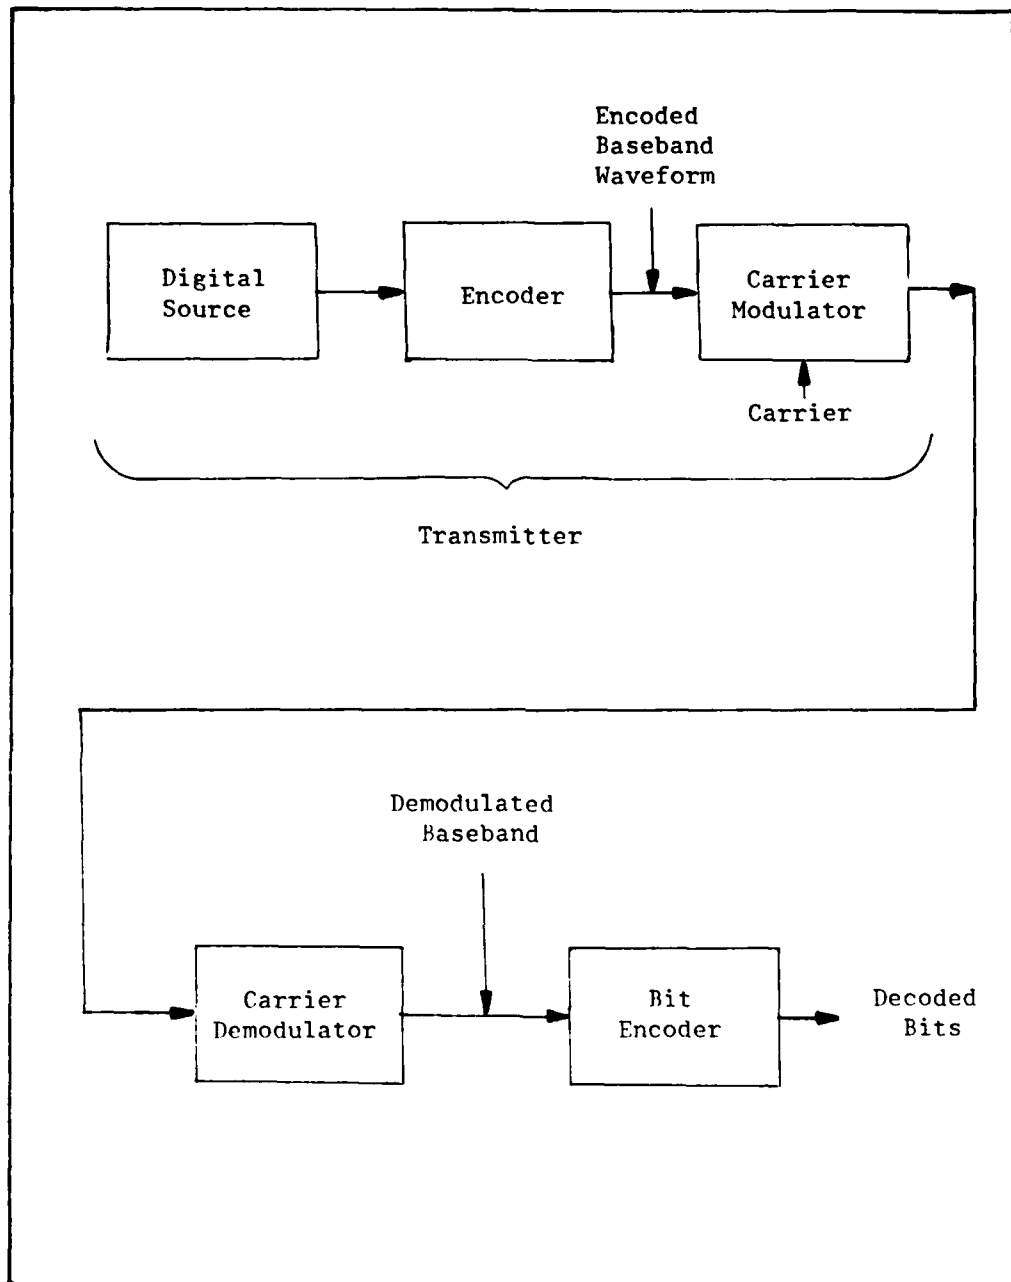 Encoded
Baseband
Waveform
Digital
Source
Encoder
Carrier
Modulator
Carrier
Transmitter
Demodulated
Baseband
Carrier
Demodulator
Bit
Encoder
Decoded
Bits